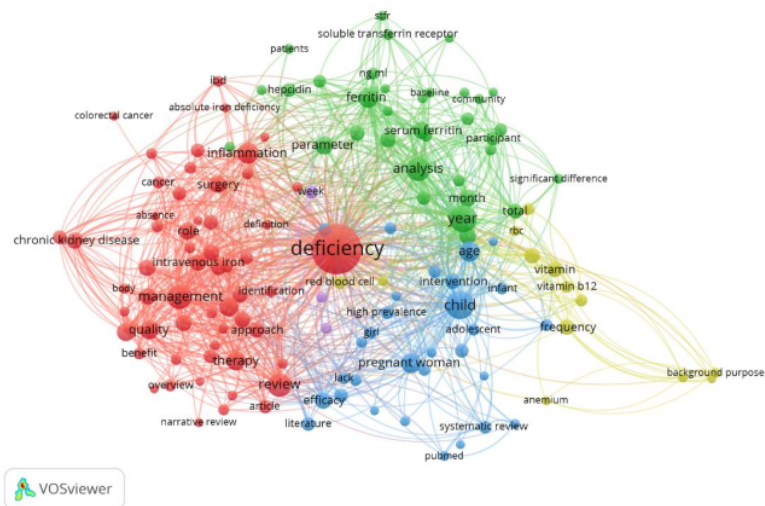 stfr
soluble transferrin receptor
patients
ng ml
ibd
hepcidin
ferritin
baseline
community
absolute iron deficiency
colorectal cancer
serum ferritin
participant
parameter
inflammation
analysis
cancer
surgery
week
significant difference
month
absence
year
total
definition
role
rbc
chronic kidney disease
deficiency
age
intravenous iron
vitamin
red blood cell
intervention
body
identification
infant
vitamin b12
management
child
high prevalence
quality
approach
girl
adolescent
frequency
benefit
therapy
pregnant woman
background purpose
lack
overview
review
efficacy
anemium
article
narrative review
literature
systematic review
pubmed
VOSviewer